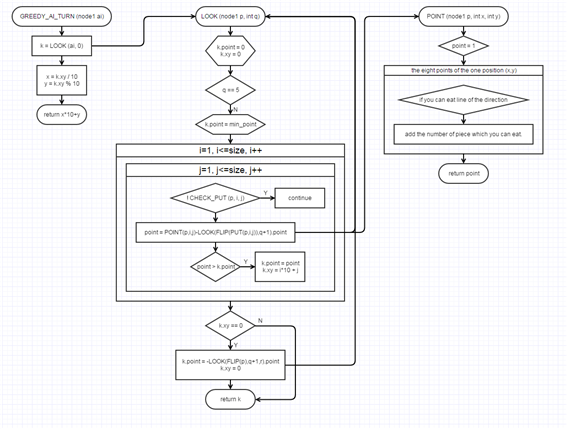 GREEDY_AI_TURN (node1 ai)
k = LOOK (ai, 0)
x = k.xy / 10
y = k.xy % 10
return x*10+y
LOOK (node1 p, int q)
k.point = 0
k.xy = 0
q == 5
N
k.point = min_point
i=1, i<=size, i++
j=1, j<=size, j++
! CHECK_PUT (p, i, j)
Y
continue
point = POINT(p,i,j)-LOOK(FLIP(PUT(p,i,j)),q+1).point
point > k.point
Y
k.point = point
k.xy = i*10 + j
k.xy == 0
N
Y
k.point = -LOOK(FLIP(p),q+1,r).point
k.xy = 0
return k
POINT (node1 p, int x, int y)
point = 1
the eight points of the one position (x,y)
if you can eat line of the direction
add the number of piece which you can eat.
return point